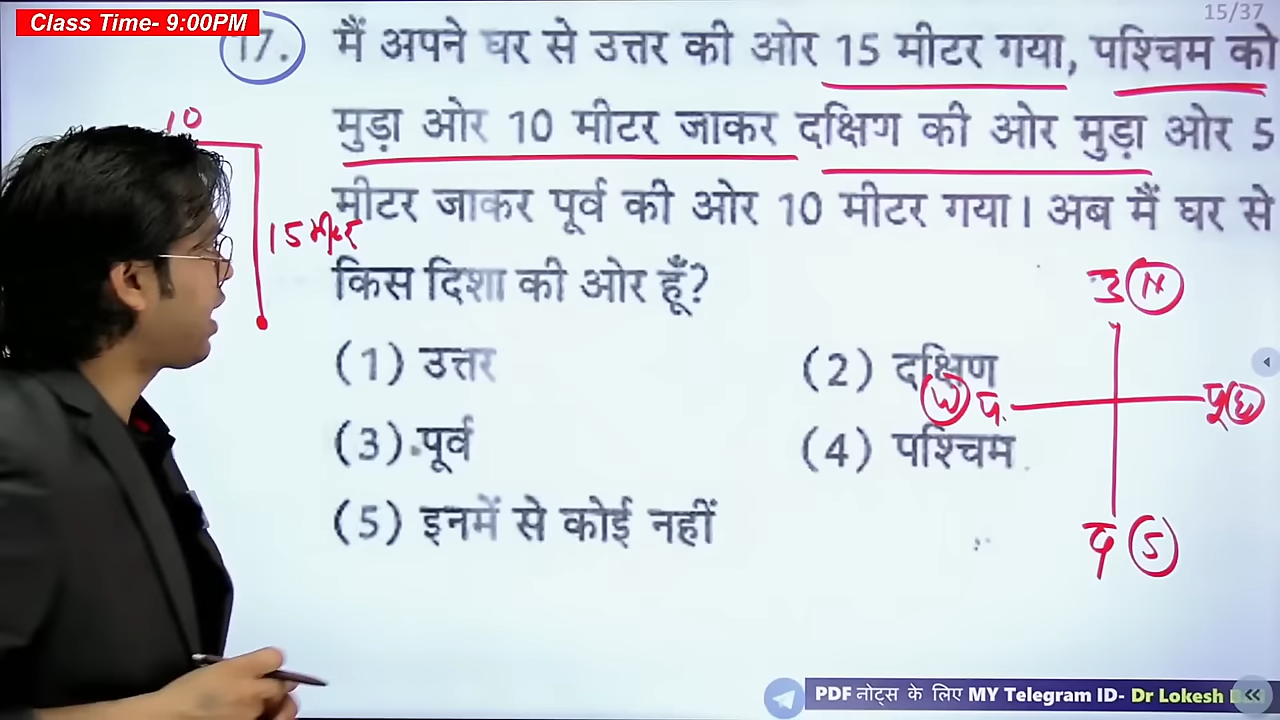 Class Time- 9:00PM
15/37
17. मैं अपने घर से उत्तर की ओर 15 मीटर गया, पश्चिम को
मुड़ा ओर 10 मीटर जाकर दक्षिण की ओर मुड़ा ओर 5
मीटर जाकर पूर्व की ओर 10 मीटर गया। अब मैं घर से
किस दिशा की ओर हूँ?
(1) उत्तर
(2) दक्षिण
(3) पूर्व
(4) पश्चिम
(5) इनमें से कोई नहीं
10
15 मीटर
उ N
W प.
पू E
द S
PDF नोट्स के लिए MY Telegram ID- Dr Lokesh